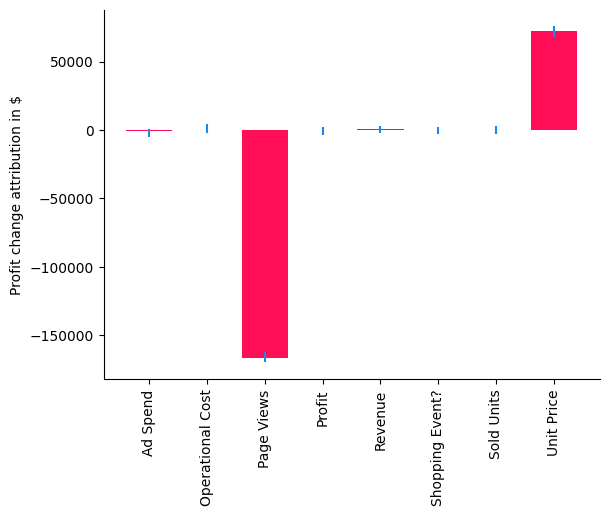 Profit change attribution in $
50000
0
−50000
−100000
−150000
Ad Spend
Operational Cost
Page Views
Profit
Revenue
Shopping Event?
Sold Units
Unit Price